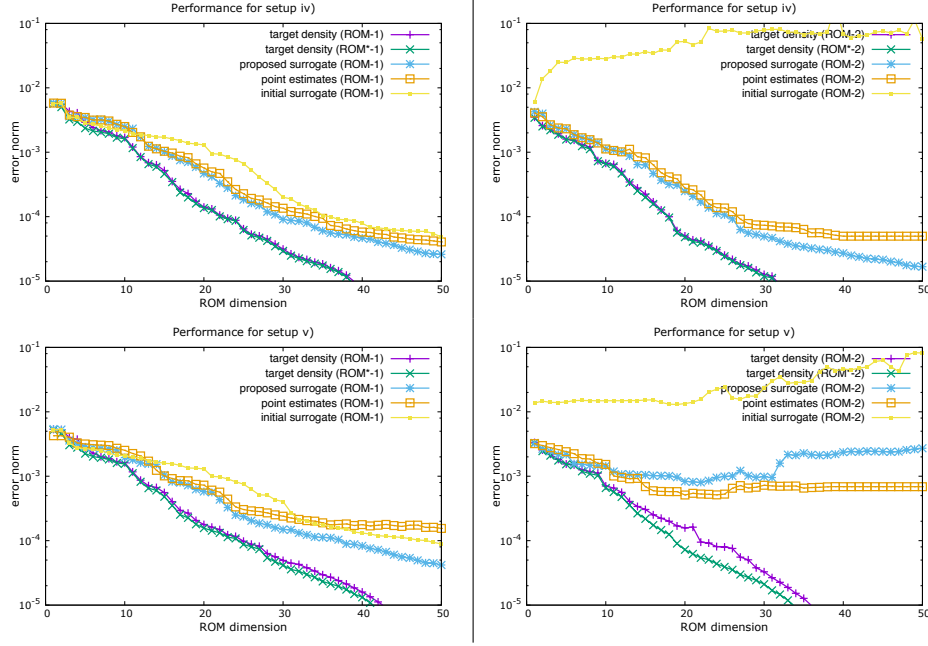 Performance for setup iv)
error norm
10^-1
10^-2
10^-3
10^-4
10^-5
target density (ROM-1)
target density (ROM*-1)
proposed surrogate (ROM-1)
point estimates (ROM-1)
initial surrogate (ROM-1)
0 10 20 30 40 50
ROM dimension
Performance for setup iv)
error norm
10^-1
10^-2
10^-3
10^-4
10^-5
target density (ROM-2)
target density (ROM*-2)
proposed surrogate (ROM-2)
point estimates (ROM-2)
initial surrogate (ROM-2)
0 10 20 30 40 50
ROM dimension
Performance for setup v)
error norm
10^-1
10^-2
10^-3
10^-4
10^-5
target density (ROM-1)
target density (ROM*-1)
proposed surrogate (ROM-1)
point estimates (ROM-1)
initial surrogate (ROM-1)
0 10 20 30 40 50
ROM dimension
Performance for setup v)
error norm
10^-1
10^-2
10^-3
10^-4
10^-5
target density (ROM-2)
target density (ROM*-2)
proposed surrogate (ROM-2)
point estimates (ROM-2)
initial surrogate (ROM-2)
0 10 20 30 40 50
ROM dimension